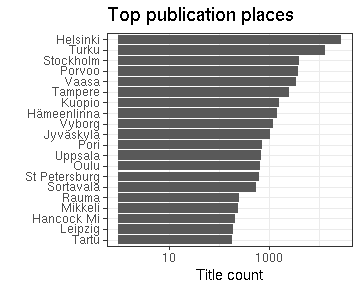 Top publication places
Helsinki
Turku
Stockholm
Porvoo
Vaasa
Tampere
Kuopio
Hämeenlinna
Vyborg
Jyväskylä
Pori
Uppsala
Oulu
St Petersburg
Sortavala
Rauma
Mikkeli
Hancock Mi
Leipzig
Tartu
10 1000
Title count